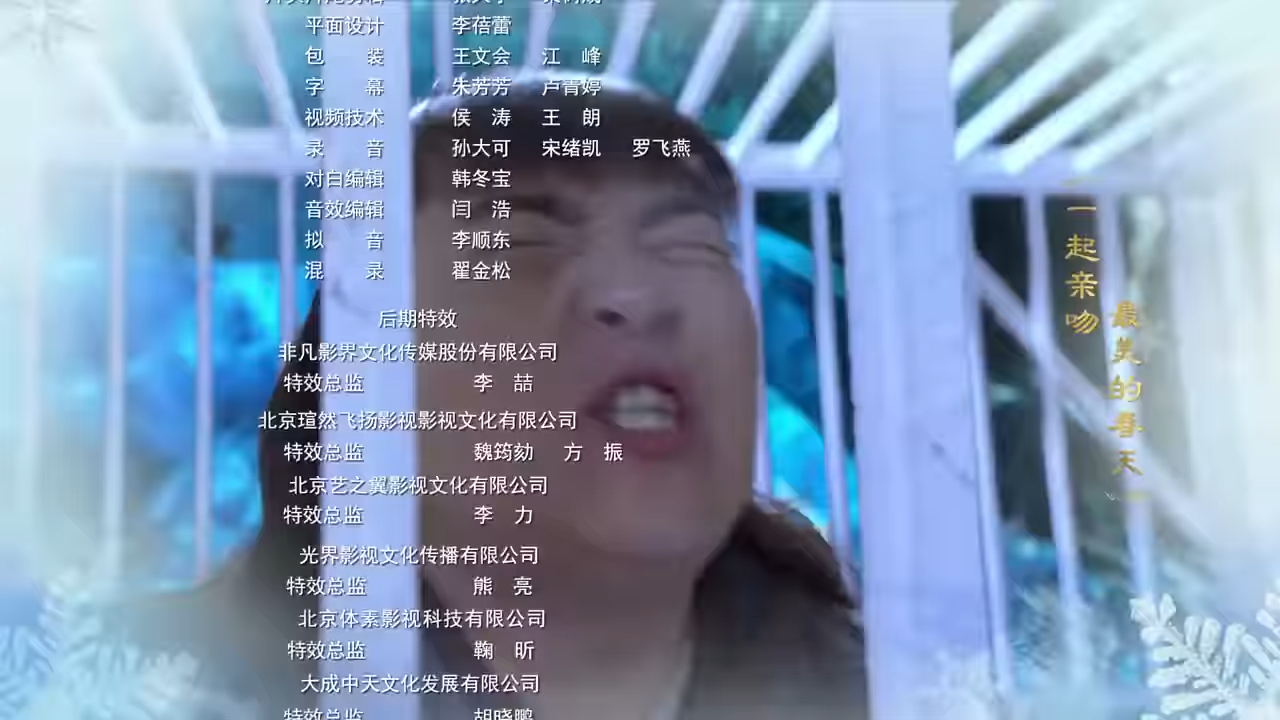 平面设计 李蓓蕾
包 装 王文会 江 峰
字 幕 朱芳芳 卢青婷
视频技术 侯 涛 王 朗
录 音 孙大可 宋绪凯 罗飞燕
对白编辑 韩冬宝
音效编辑 闫 浩
拟 音 李顺东
混 录 翟金松
后期特效
非凡影界文化传媒股份有限公司
特效总监 李 喆
北京瑄然飞扬影视影视文化有限公司
特效总监 魏筠劾 方 振
北京艺之翼影视文化有限公司
特效总监 李 力
光界影视文化传播有限公司
特效总监 熊 亮
北京体素影视科技有限公司
特效总监 鞠 昕
大成中天文化发展有限公司
特效总监 胡晓鹏
一起亲吻
最美的春天